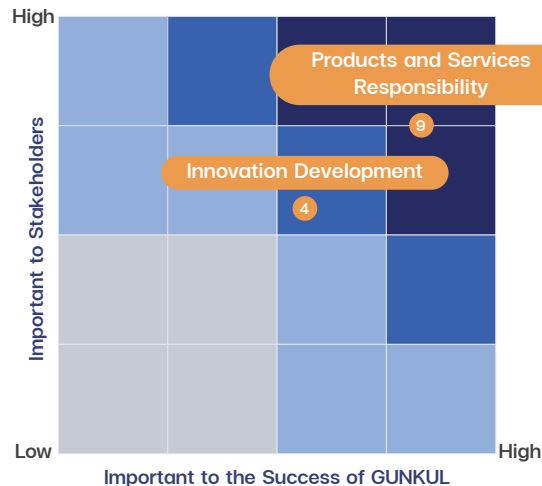 High
Products and Services
Responsibility
9
Innovation Development
4
Important to Stakeholders
Low
High
Important to the Success of GUNKUL